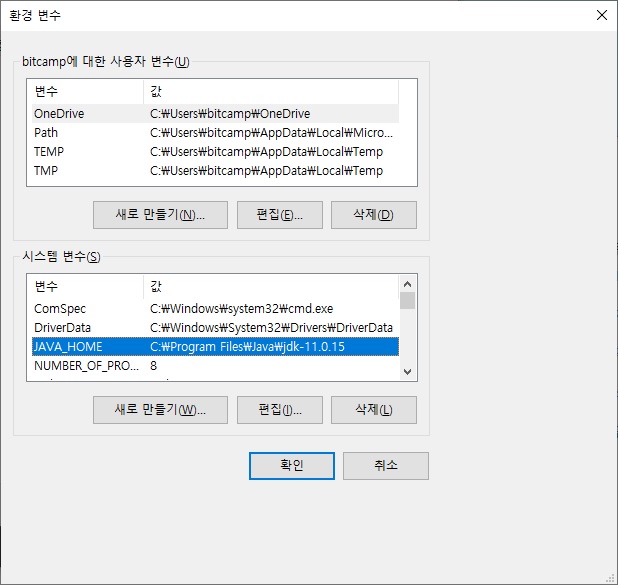 환경 변수
bitcamp에 대한 사용자 변수(U)
변수 값
OneDrive C:₩Users₩bitcamp₩OneDrive
Path C:₩Users₩bitcamp₩AppData₩Local₩Micro...
TEMP C:₩Users₩bitcamp₩AppData₩Local₩Temp
TMP C:₩Users₩bitcamp₩AppData₩Local₩Temp
새로 만들기(N)... 편집(E)... 삭제(D)
시스템 변수(S)
변수 값
ComSpec C:₩Windows₩system32₩cmd.exe
DriverData C:₩Windows₩System32₩Drivers₩DriverData
JAVA_HOME C:₩Program Files₩Java₩jdk-11.0.15
NUMBER_OF_PRO... 8
새로 만들기(W)... 편집(I)... 삭제(L)
확인 취소